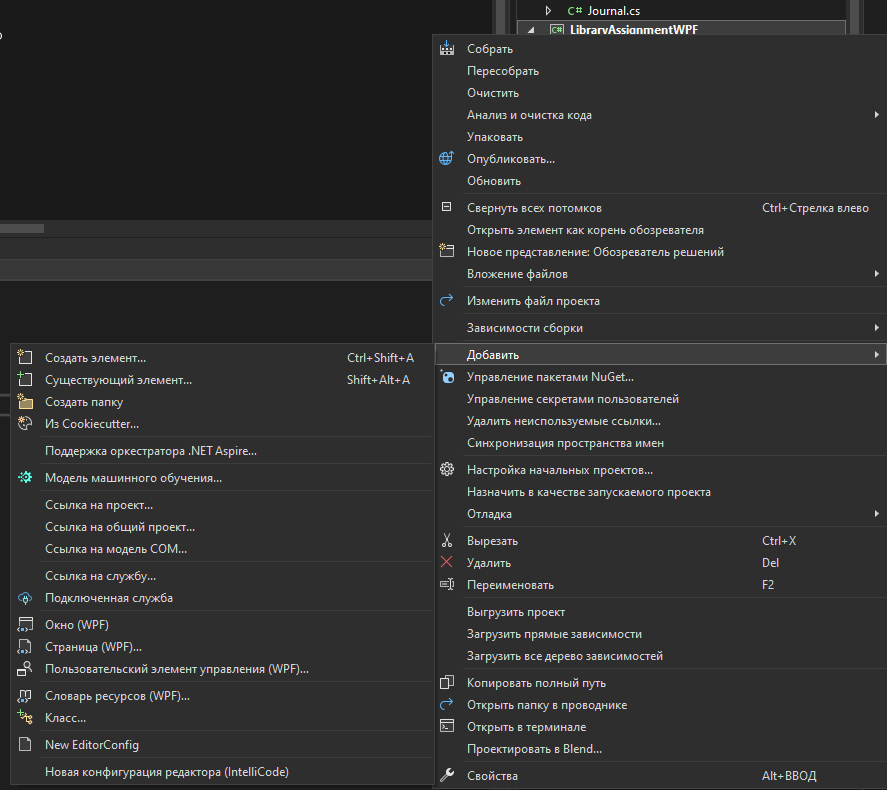 C# Journal.cs
C# LibraryAssignmentWPF
Собрать
Пересобрать
Очистить
Анализ и очистка кода
Упаковать
Опубликовать...
Обновить
Свернуть всех потомков Ctrl+Стрелка влево
Открыть элемент как корень обозревателя
Новое представление: Обозреватель решений
Вложение файлов
Изменить файл проекта
Зависимости сборки
Добавить
Управление пакетами NuGet...
Управление секретами пользователей
Удалить неиспользуемые ссылки...
Синхронизация пространства имен
Настройка начальных проектов...
Назначить в качестве запускаемого проекта
Отладка
Вырезать Ctrl+X
Удалить Del
Переименовать F2
Выгрузить проект
Загрузить прямые зависимости
Загрузить все дерево зависимостей
Копировать полный путь
Открыть папку в проводнике
Открыть в терминале
Проектировать в Blend...
Свойства Alt+ВВОД
Создать элемент... Ctrl+Shift+A
Существующий элемент... Shift+Alt+A
Создать папку
Из Cookiecutter...
Поддержка оркестратора .NET Aspire...
Модель машинного обучения...
Ссылка на проект...
Ссылка на общий проект...
Ссылка на модель COM...
Ссылка на службу...
Подключенная служба
Окно (WPF)
Страница (WPF)...
Пользовательский элемент управления (WPF)...
Словарь ресурсов (WPF)...
Класс...
New EditorConfig
Новая конфигурация редактора (IntelliCode)